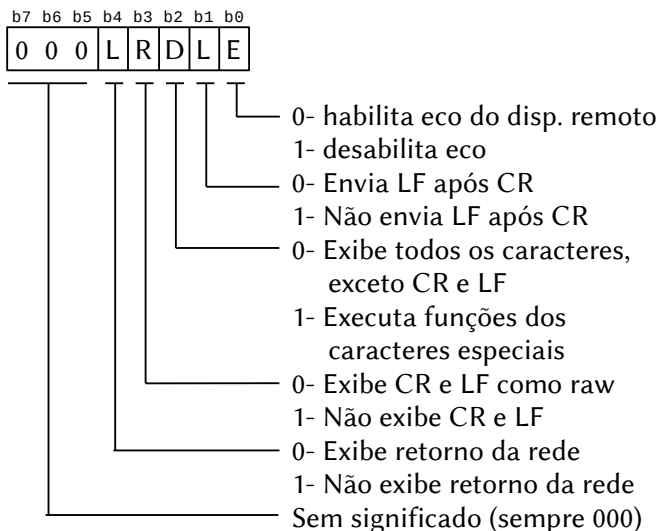 b7 b6 b5 b4 b3 b2 b1 b0
0 0 0 L R D L E
0- habilita eco do disp. remoto
1- desabilita eco
0- Envia LF após CR
1- Não envia LF após CR
0- Exibe todos os caracteres,
exceto CR e LF
1- Executa funções dos
caracteres especiais
0- Exibe CR e LF como raw
1- Não exibe CR e LF
0- Exibe retorno da rede
1- Não exibe retorno da rede
Sem significado (sempre 000)